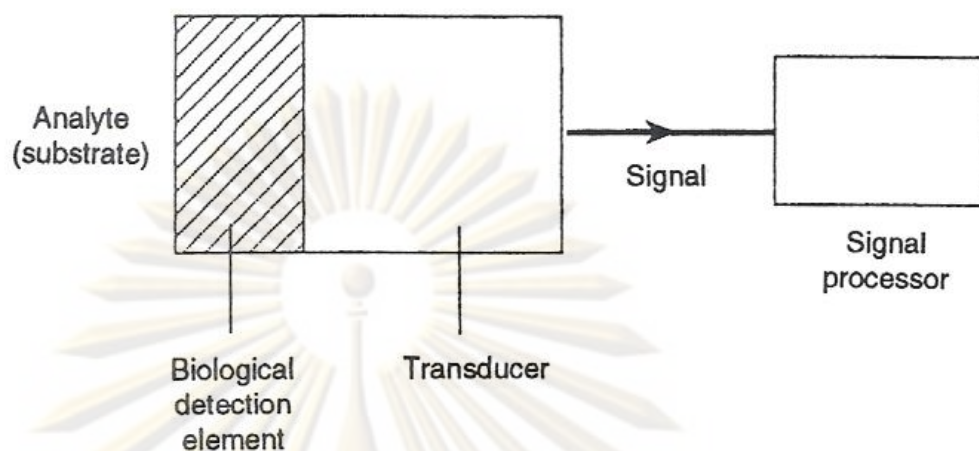 Analyte
(substrate)
Signal
Signal
processor
Biological
detection
element
Transducer